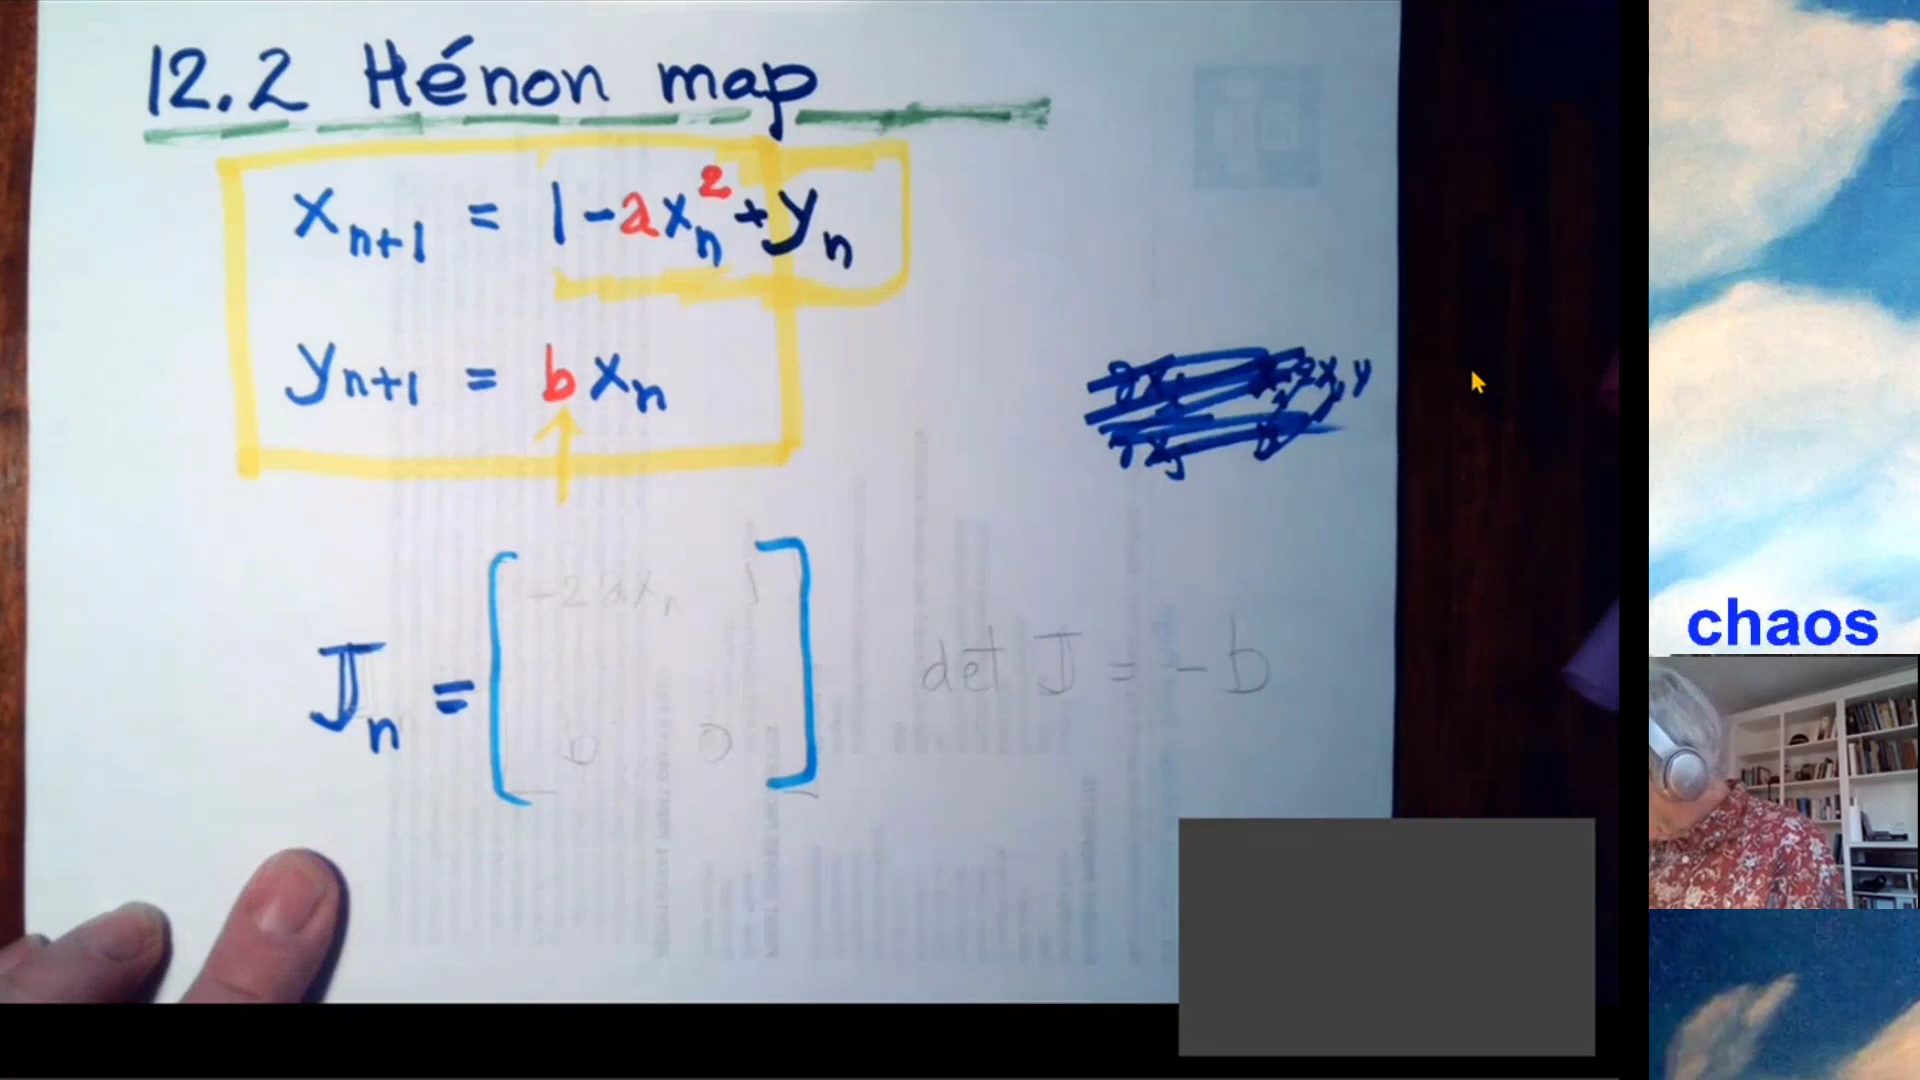 12.2 Hénon map
xₙ₊₁ = 1 - axₙ² + yₙ
yₙ₊₁ = bxₙ
Jₙ = [ -2axₙ 1
b 0 ]
det J = -b
chaos